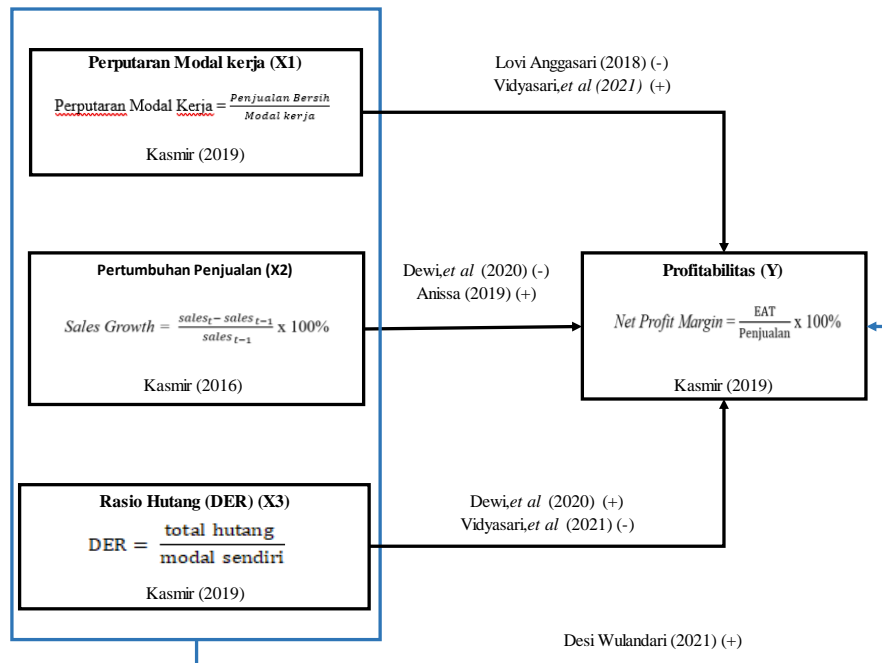 Perputaran Modal kerja (X1)
Perputaran Modal Kerja = Penjualan Bersih / Modal kerja
Kasmir (2019)
Lovi Anggasari (2018) (-)
Vidyasari,et al (2021) (+)
Pertumbuhan Penjualan (X2)
Sales Growth = sales_t − sales_t−1 / sales_t−1 x 100%
Kasmir (2016)
Dewi,et al (2020) (-)
Anissa (2019) (+)
Profitabilitas (Y)
Net Profit Margin = EAT / Penjualan x 100%
Kasmir (2019)
Rasio Hutang (DER) (X3)
DER = total hutang / modal sendiri
Kasmir (2019)
Dewi,et al (2020) (+)
Vidyasari,et al (2021) (-)
Desi Wulandari (2021) (+)